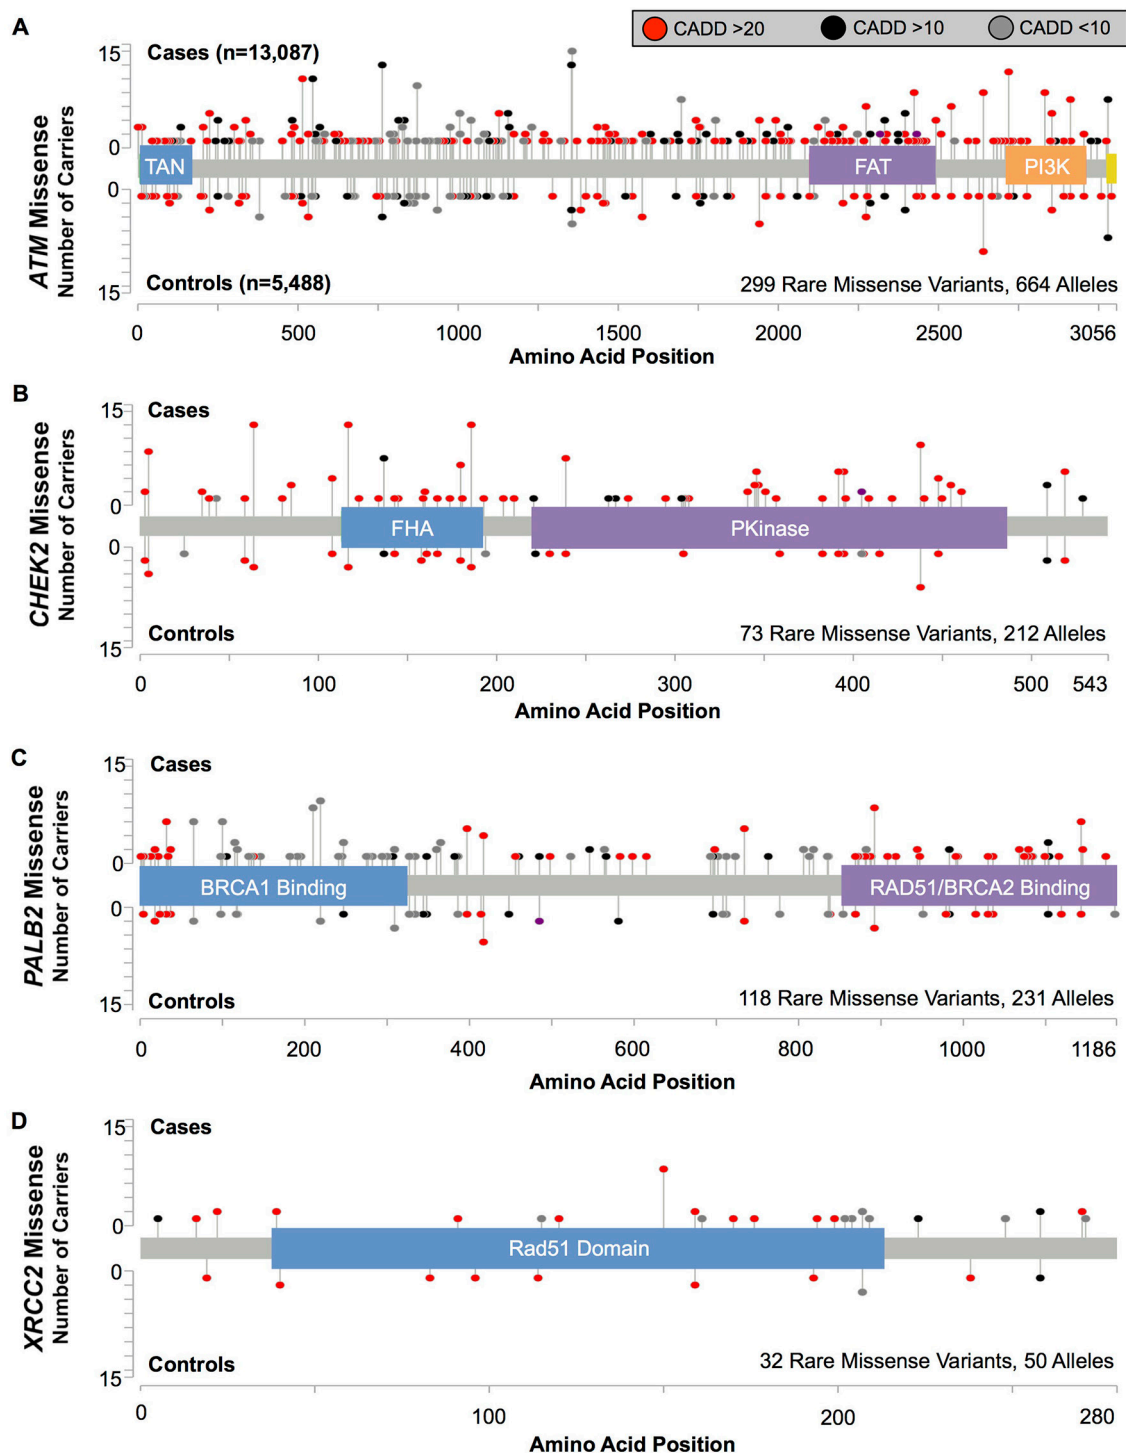 CADD >20 CADD >10 CADD <10
A
Cases (n=13,087)
15
0
0
15
ATM Missense
Number of Carriers
TAN FAT PI3K
Controls (n=5,488)
299 Rare Missense Variants, 664 Alleles
0 500 1000 1500 2000 2500 3056
Amino Acid Position
B
Cases
15
0
0
15
CHEK2 Missense
Number of Carriers
FHA PKinase
Controls
73 Rare Missense Variants, 212 Alleles
0 100 200 300 400 500 543
Amino Acid Position
C
Cases
15
0
0
15
PALB2 Missense
Number of Carriers
BRCA1 Binding RAD51/BRCA2 Binding
Controls
118 Rare Missense Variants, 231 Alleles
0 200 400 600 800 1000 1186
Amino Acid Position
D
Cases
15
0
0
15
XRCC2 Missense
Number of Carriers
Rad51 Domain
Controls
32 Rare Missense Variants, 50 Alleles
0 100 200 280
Amino Acid Position